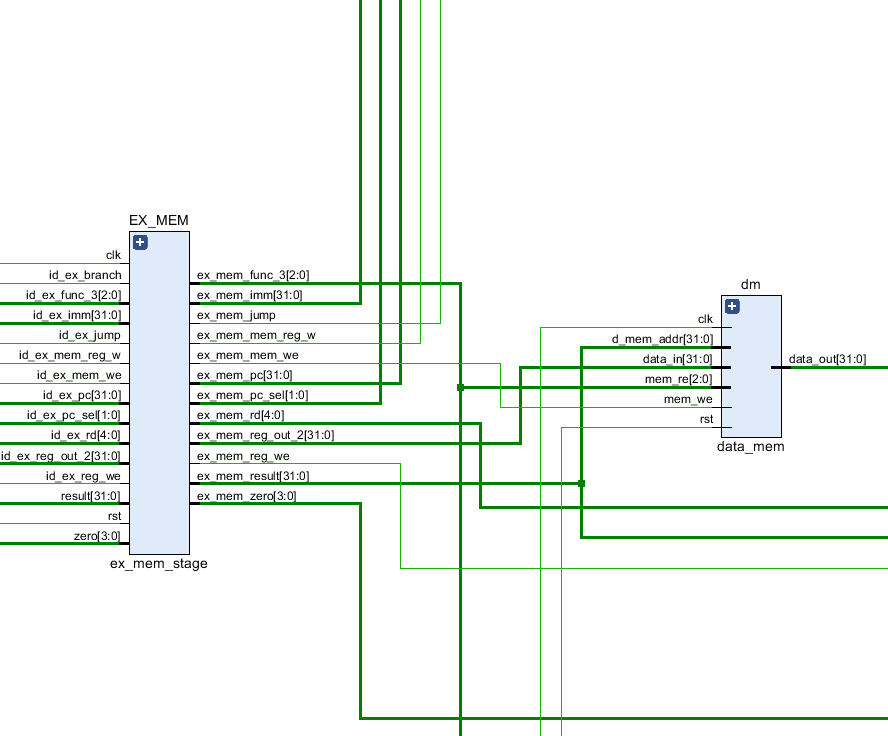 EX_MEM
clk
id_ex_branch
id_ex_func_3[2:0]
id_ex_imm[31:0]
id_ex_jump
id_ex_mem_reg_w
id_ex_mem_we
id_ex_pc[31:0]
id_ex_pc_sel[1:0]
id_ex_rd[4:0]
id_ex_reg_out_2[31:0]
id_ex_reg_we
result[31:0]
rst
zero[3:0]
ex_mem_func_3[2:0]
ex_mem_imm[31:0]
ex_mem_jump
ex_mem_mem_reg_w
ex_mem_mem_we
ex_mem_pc[31:0]
ex_mem_pc_sel[1:0]
ex_mem_rd[4:0]
ex_mem_reg_out_2[31:0]
ex_mem_reg_we
ex_mem_result[31:0]
ex_mem_zero[3:0]
ex_mem_stage
dm
clk
d_mem_addr[31:0]
data_in[31:0]
mem_re[2:0]
mem_we
rst
data_out[31:0]
data_mem